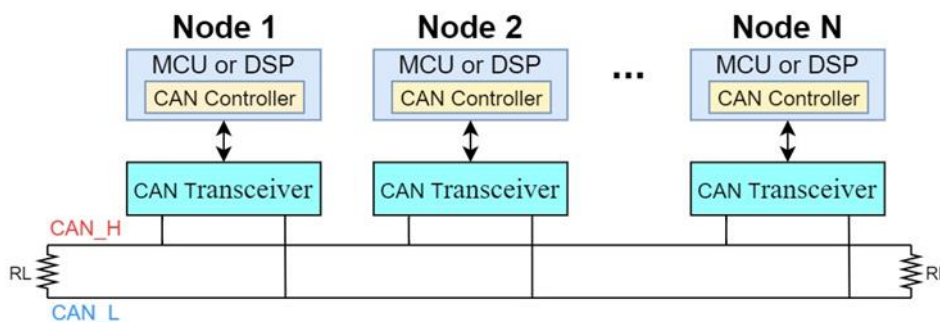 Node 1 Node 2 Node N
MCU or DSP MCU or DSP ... MCU or DSP
CAN Controller CAN Controller CAN Controller
CAN Transceiver CAN Transceiver CAN Transceiver
CAN_H
RL RL
CAN_L